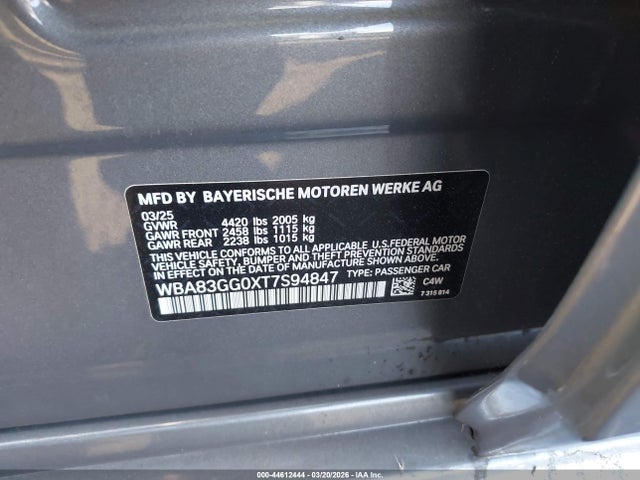 MFD BY BAYERISCHE MOTOREN WERKE AG
03/25
GVWR 4420 lbs 2005 kg
GAWR FRONT 2458 lbs 1115 kg
GAWR REAR 2238 lbs 1015 kg
THIS VEHICLE CONFORMS TO ALL APPLICABLE U.S.FEDERAL MOTOR
VEHICLE SAFETY, BUMPER AND THEFT PREVENTION STANDARDS IN
EFFECT ON THE DATE OF MANUFACTURE SHOWN ABOVE.
WBA83GG0XT7S94847 TYPE: PASSENGER CAR
C4W
7 315 814
000-44612444 | 03/20/2026 | IAA Inc.